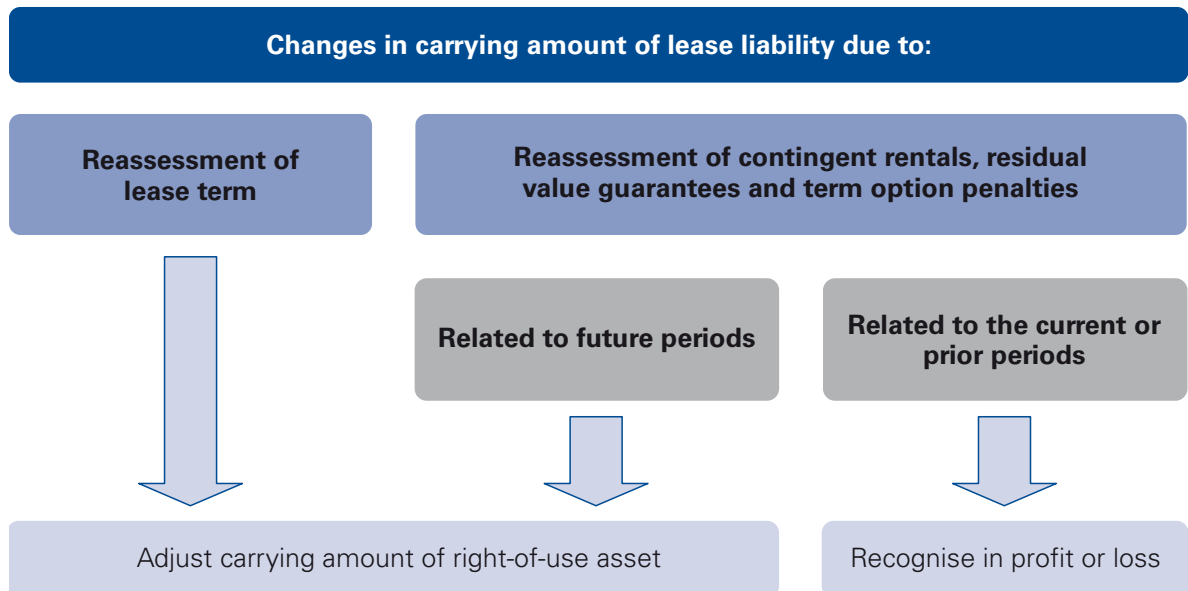 Changes in carrying amount of lease liability due to:
Reassessment of
lease term
Reassessment of contingent rentals, residual
value guarantees and term option penalties
Related to future periods
Related to the current or
prior periods
Adjust carrying amount of right-of-use asset
Recognise in profit or loss